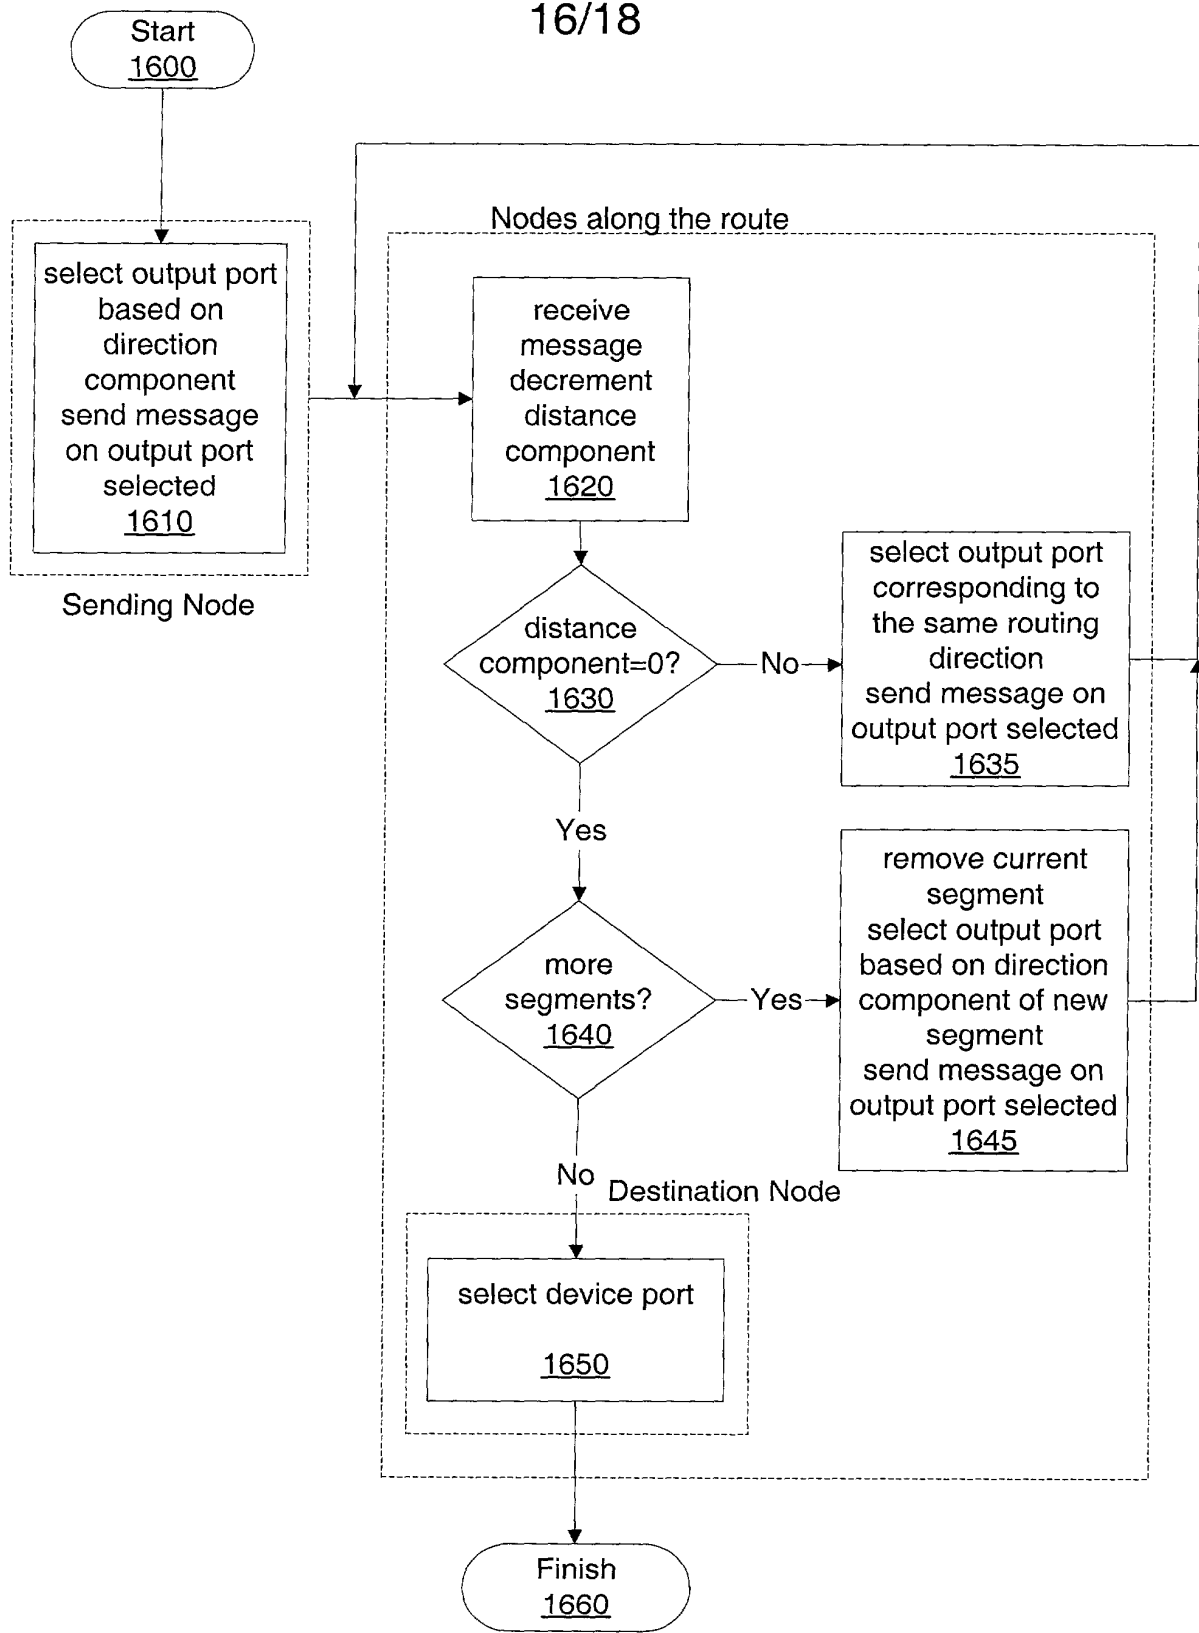 16/18
Start
1600
Nodes along the route
select output port
based on
direction
component
send message
on output port
selected
1610
Sending Node
receive
message
decrement
distance
component
1620
distance
component=0?
1630
No
select output port
corresponding to
the same routing
direction
send message on
output port selected
1635
Yes
more
segments?
1640
Yes
remove current
segment
select output port
based on direction
component of new
segment
send message on
output port selected
1645
No
Destination Node
select device port
1650
Finish
1660